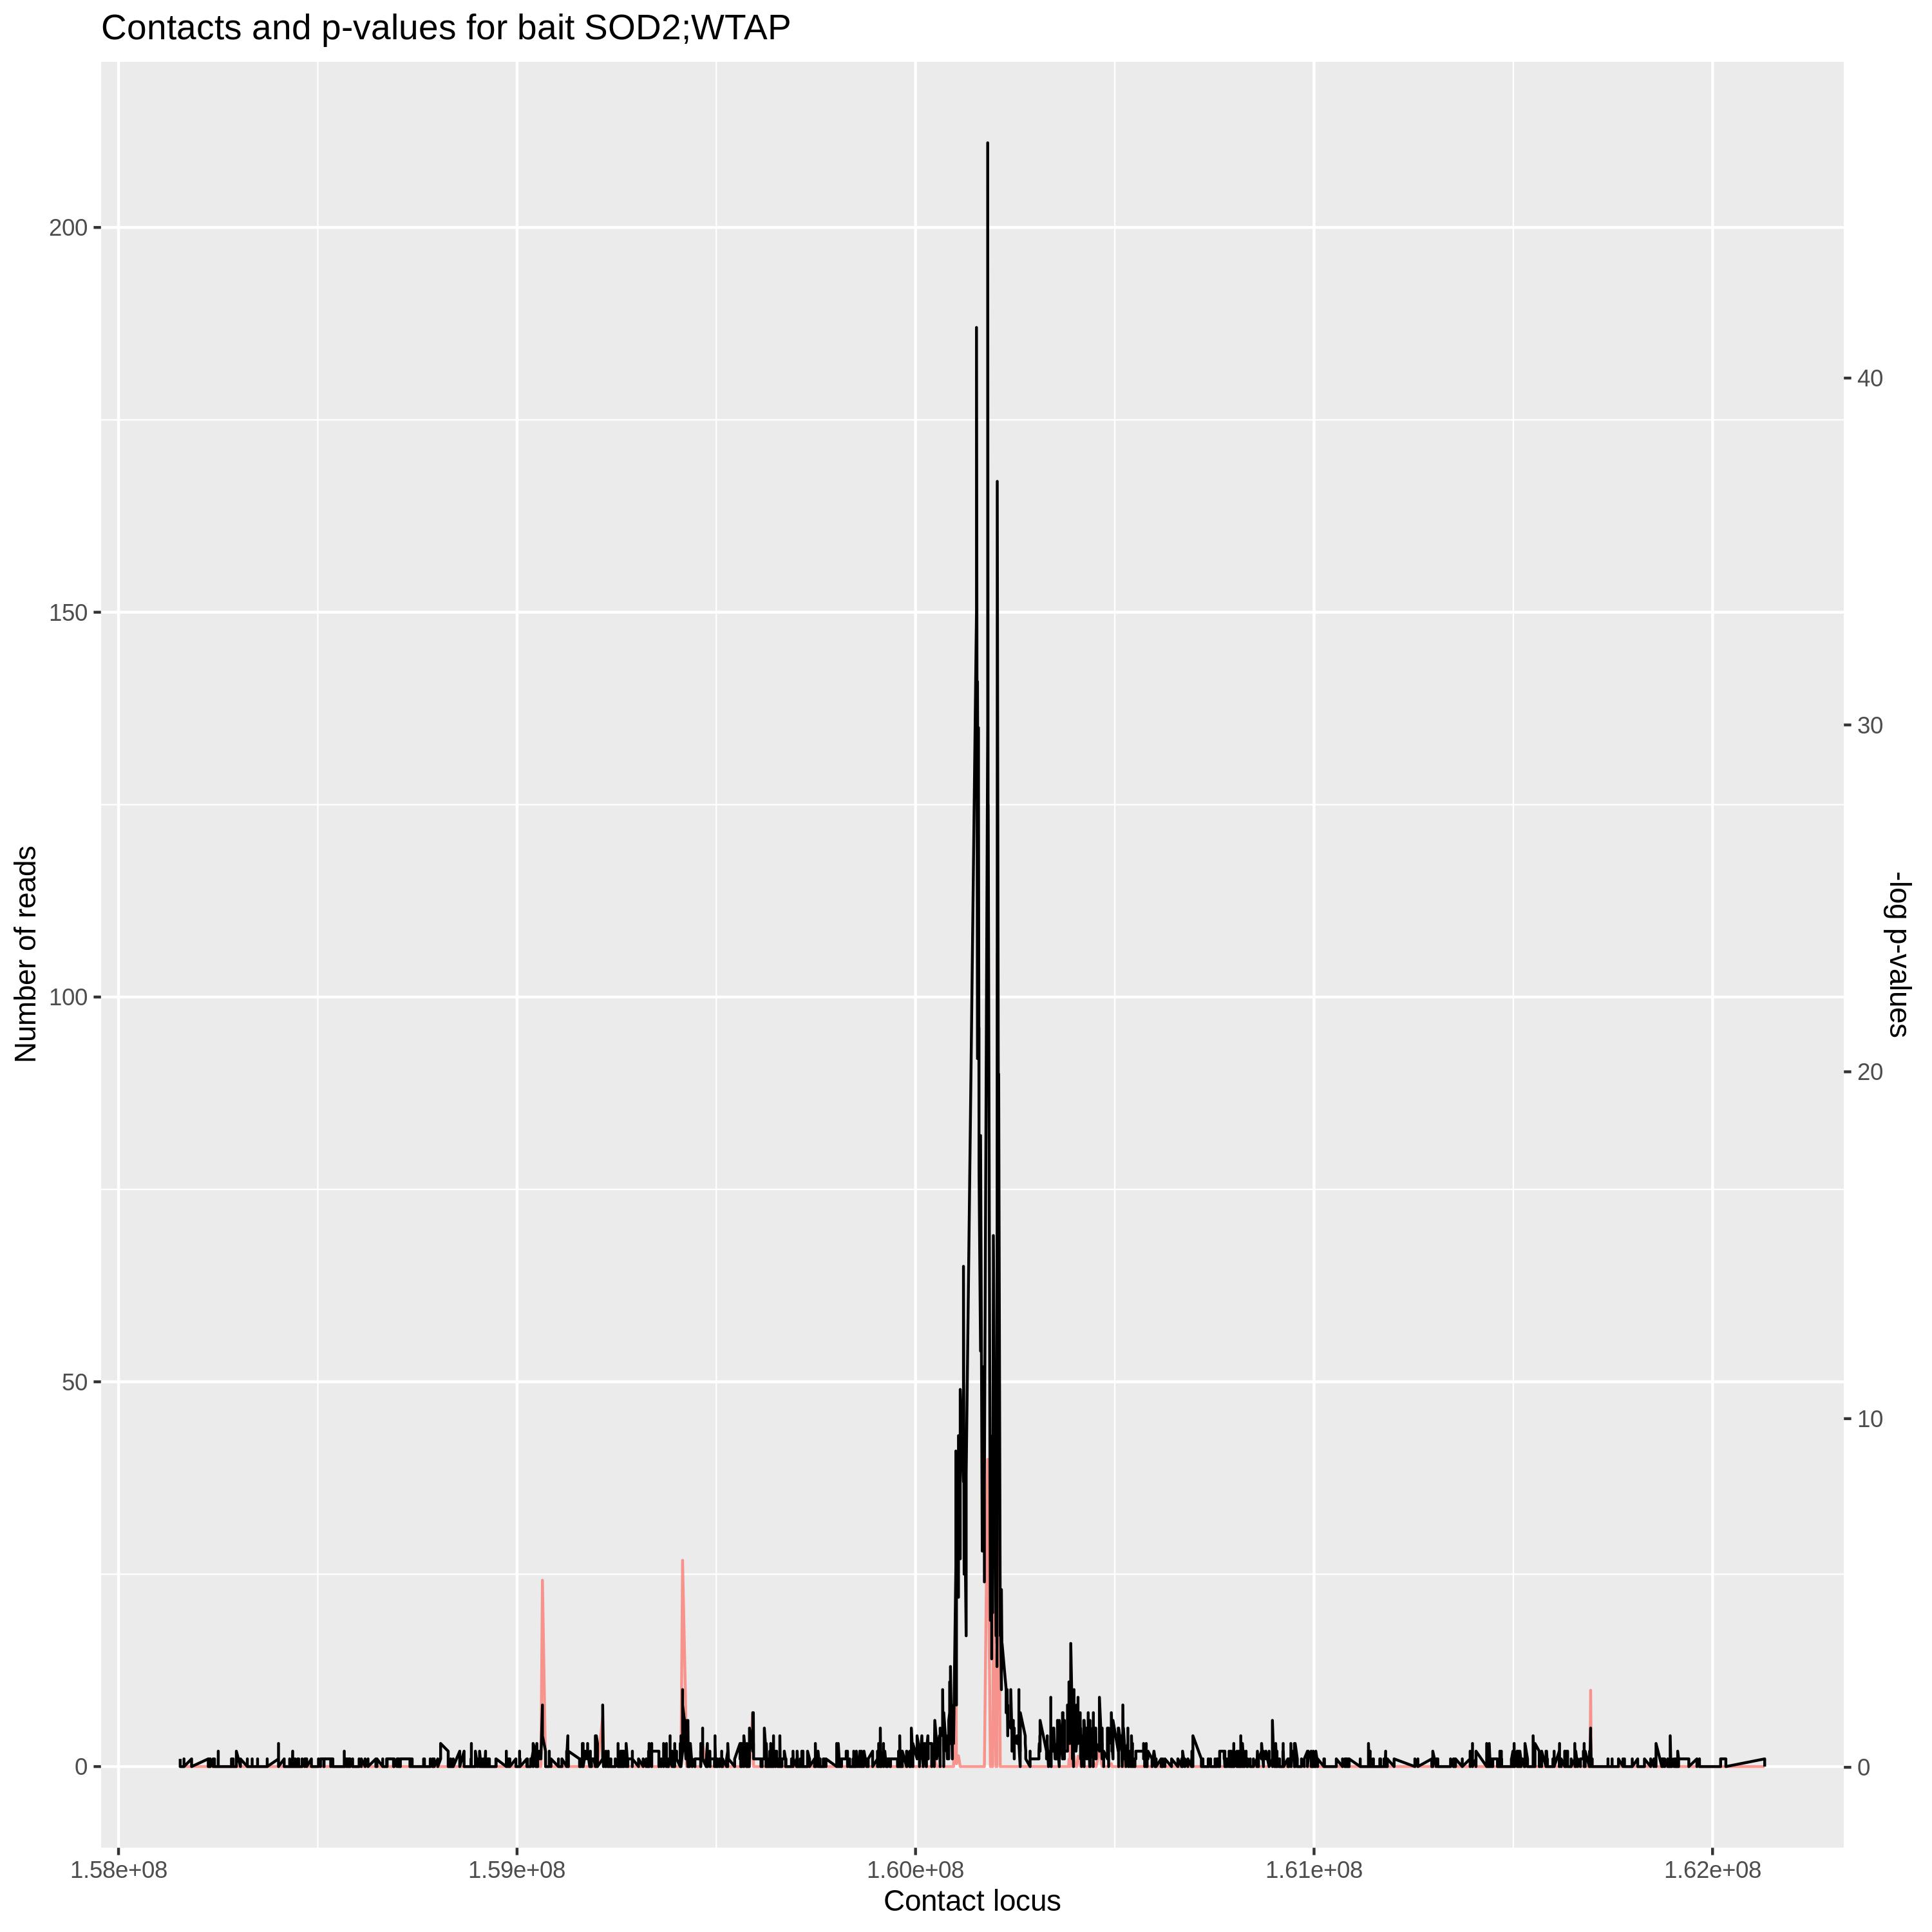 Contacts and p-values for bait SOD2;WTAP
200
150
100
50
0
Number of reads
40
30
20
10
0
-log p-values
1.58e+08
1.59e+08
1.60e+08
1.61e+08
1.62e+08
Contact locus